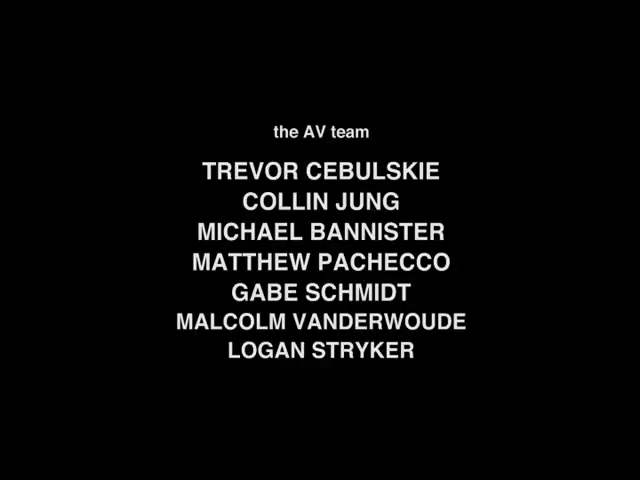 the AV team
TREVOR CEBULSKIE
COLLIN JUNG
MICHAEL BANNISTER
MATTHEW PACHECCO
GABE SCHMIDT
MALCOLM VANDERWOUDE
LOGAN STRYKER